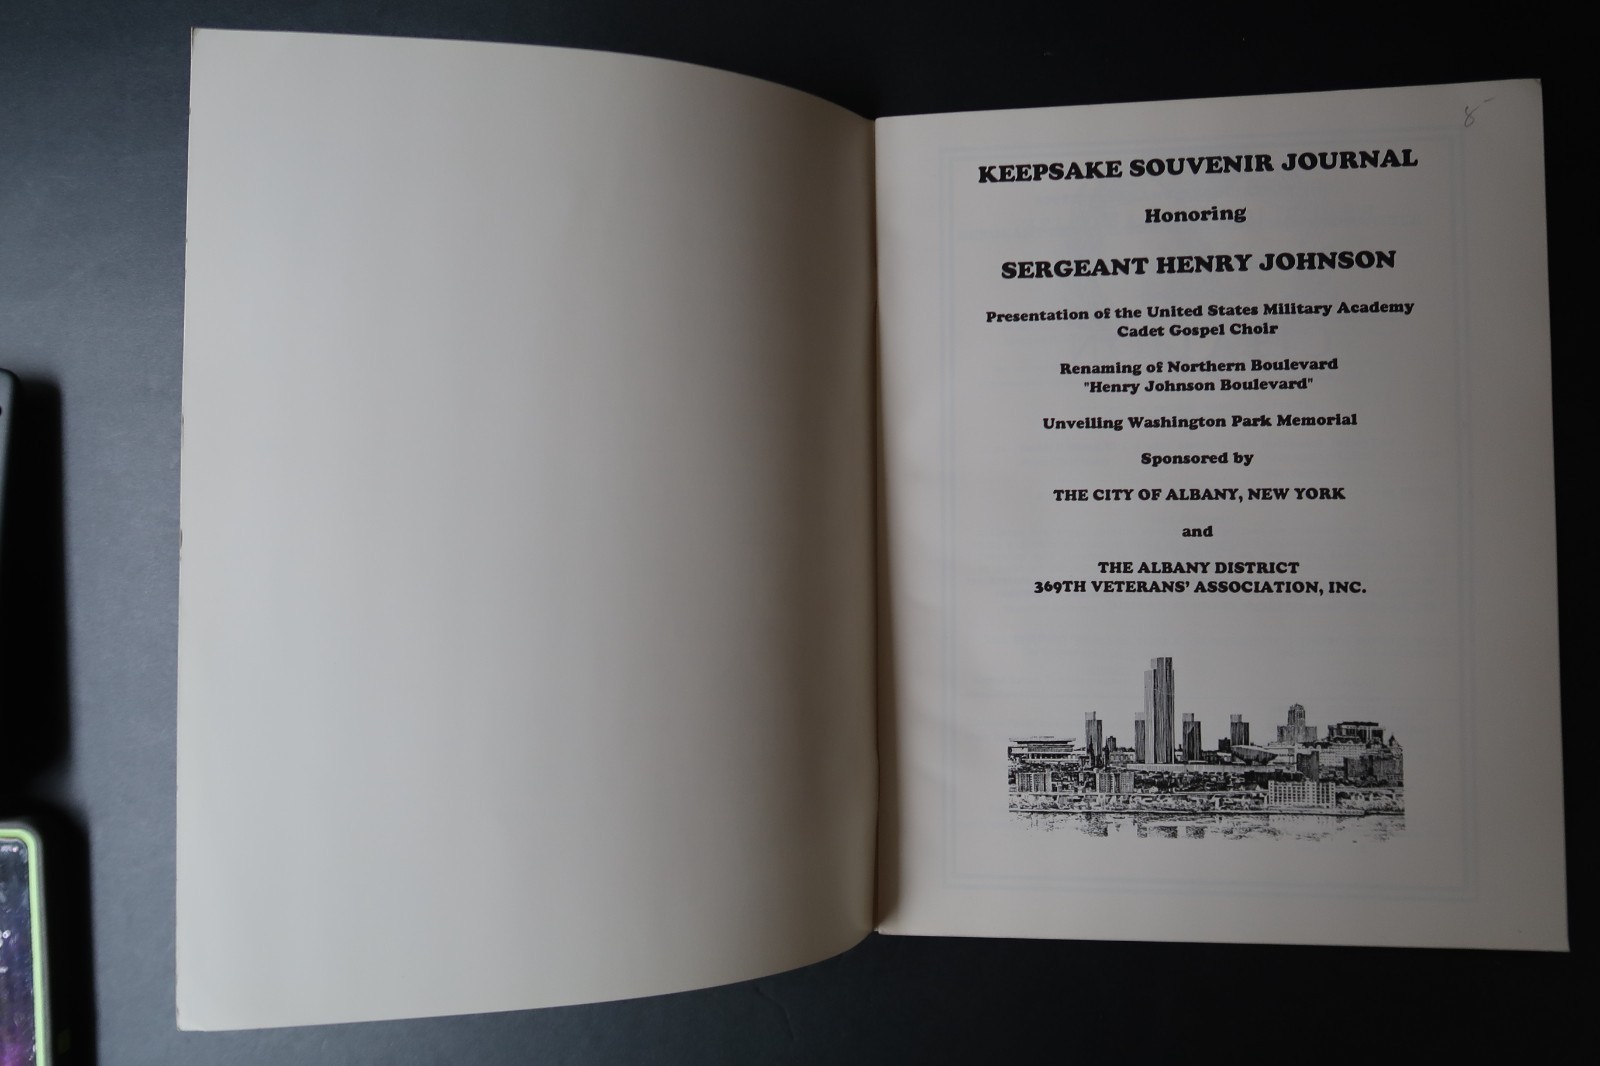 8-
KEEPSAKE SOUVENIR JOURNAL
Honoring
SERGEANT HENRY JOHNSON
Presentation of the United States Military Academy
Cadet Gospel Choir
Renaming of Northern Boulevard
"Henry Johnson Boulevard"
Unveiling Washington Park Memorial
Sponsored by
THE CITY OF ALBANY, NEW YORK
and
THE ALBANY DISTRICT
369TH VETERANS' ASSOCIATION, INC.